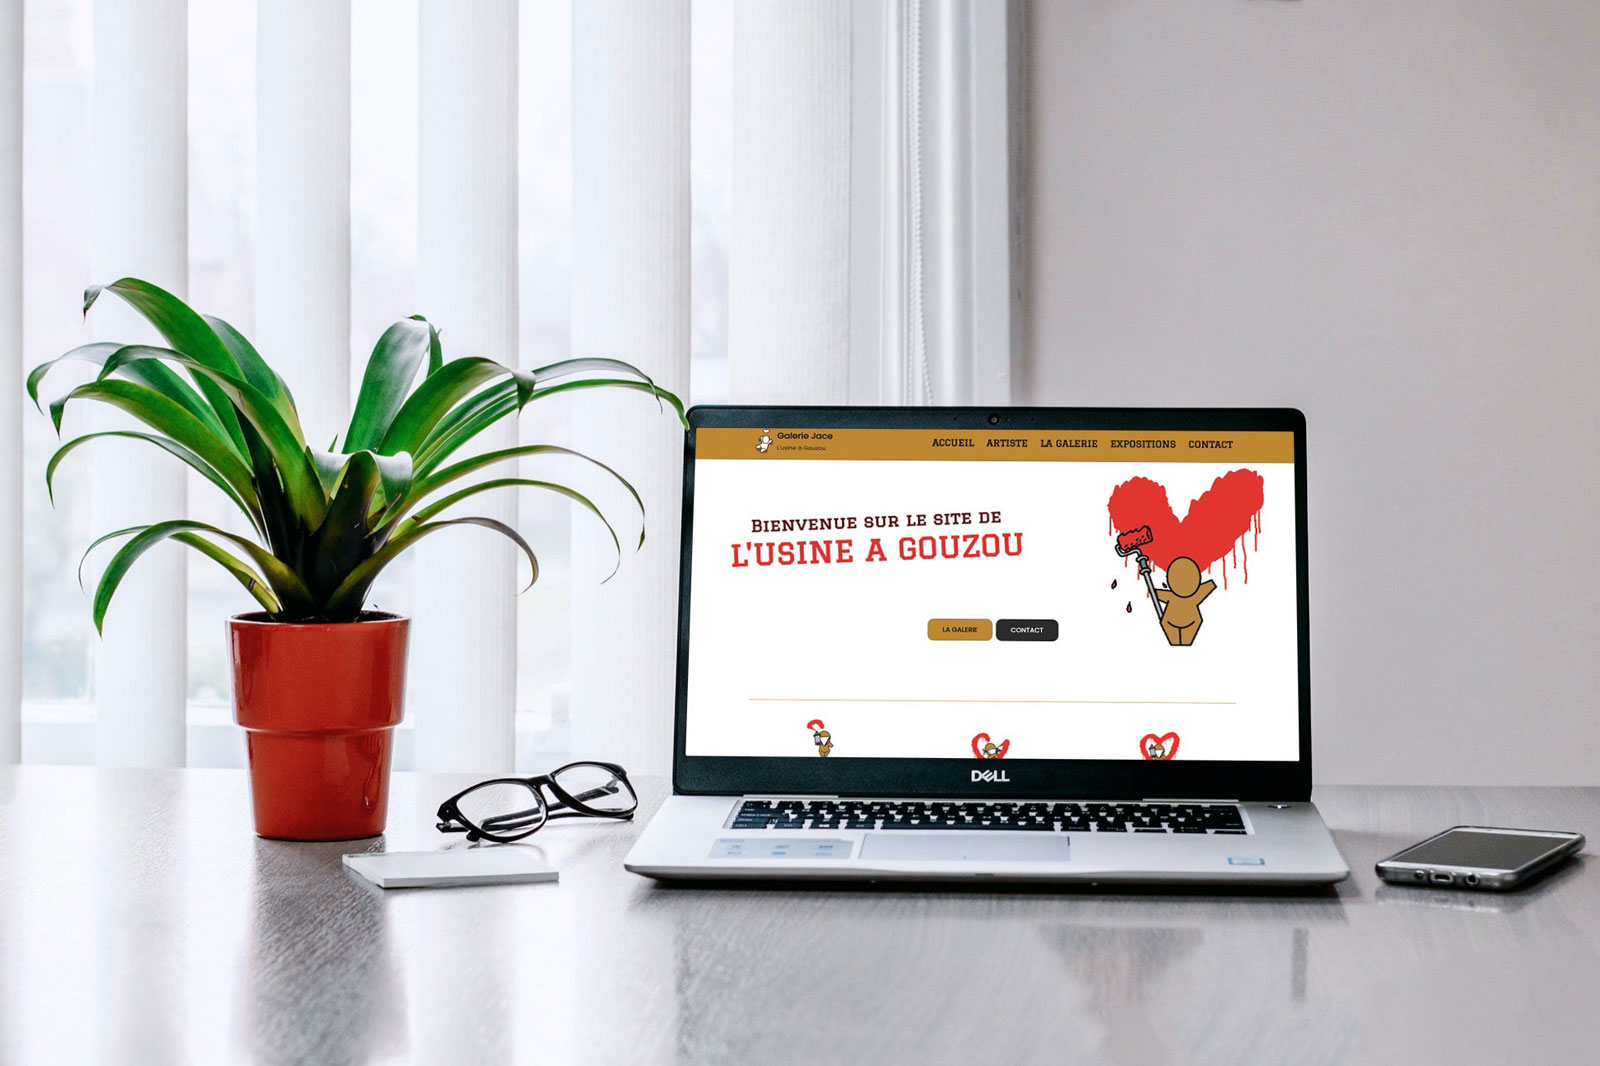 Galerie Jace
L'usine à Gouzou
ACCUEIL ARTISTE LA GALERIE EXPOSITIONS CONTACT
BIENVENUE SUR LE SITE DE
L'USINE A GOUZOU
LA GALERIE CONTACT
DELL